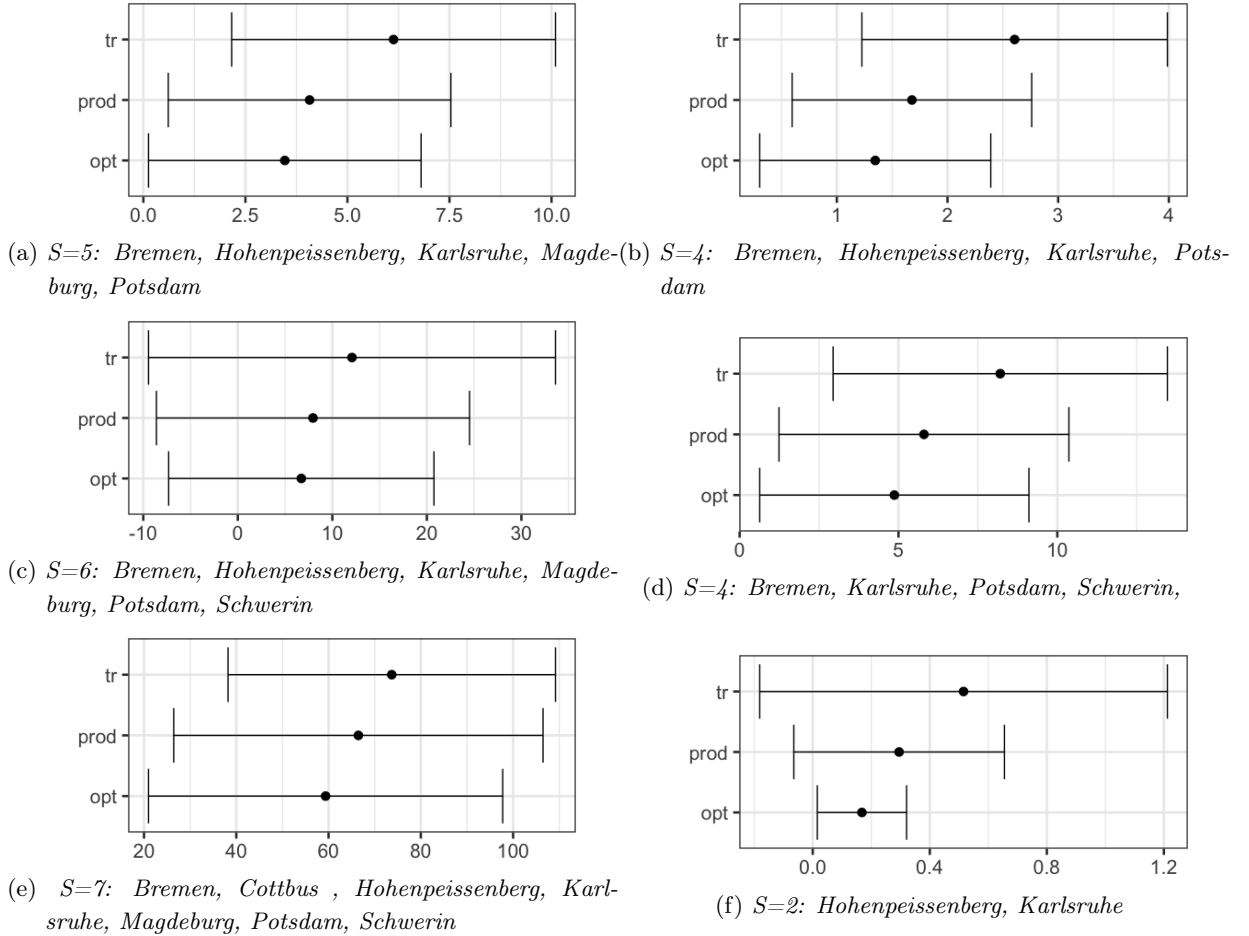 tr
prod
opt
0.0 2.5 5.0 7.5 10.0
(a) S=5: Bremen, Hohenpeissenberg, Karlsruhe, Magde-
burg, Potsdam
tr
prod
opt
1 2 3 4
(b) S=4: Bremen, Hohenpeissenberg, Karlsruhe, Pots-
dam
tr
prod
opt
-10 0 10 20 30
(c) S=6: Bremen, Hohenpeissenberg, Karlsruhe, Magde-
burg, Potsdam, Schwerin
tr
prod
opt
0 5 10
(d) S=4: Bremen, Karlsruhe, Potsdam, Schwerin,
tr
prod
opt
20 40 60 80 100
(e) S=7: Bremen, Cottbus , Hohenpeissenberg, Karl-
sruhe, Magdeburg, Potsdam, Schwerin
tr
prod
opt
0.0 0.4 0.8 1.2
(f) S=2: Hohenpeissenberg, Karlsruhe